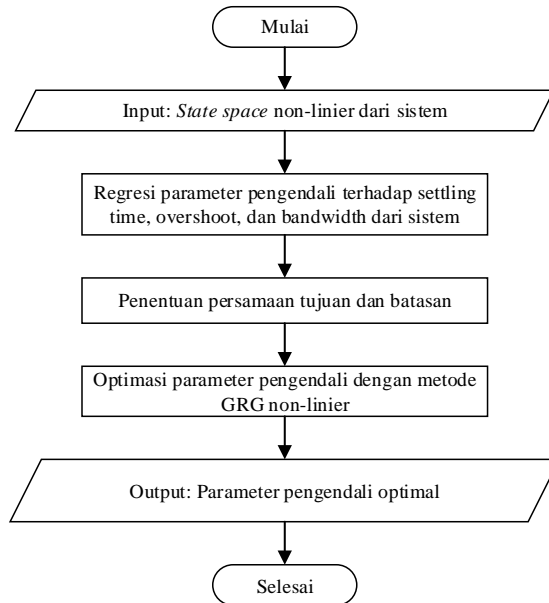 Mulai
Input: State space non-linier dari sistem
Regresi parameter pengendali terhadap settling
time, overshoot, dan bandwidth dari sistem
Penentuan persamaan tujuan dan batasan
Optimasi parameter pengendali dengan metode
GRG non-linier
Output: Parameter pengendali optimal
Selesai